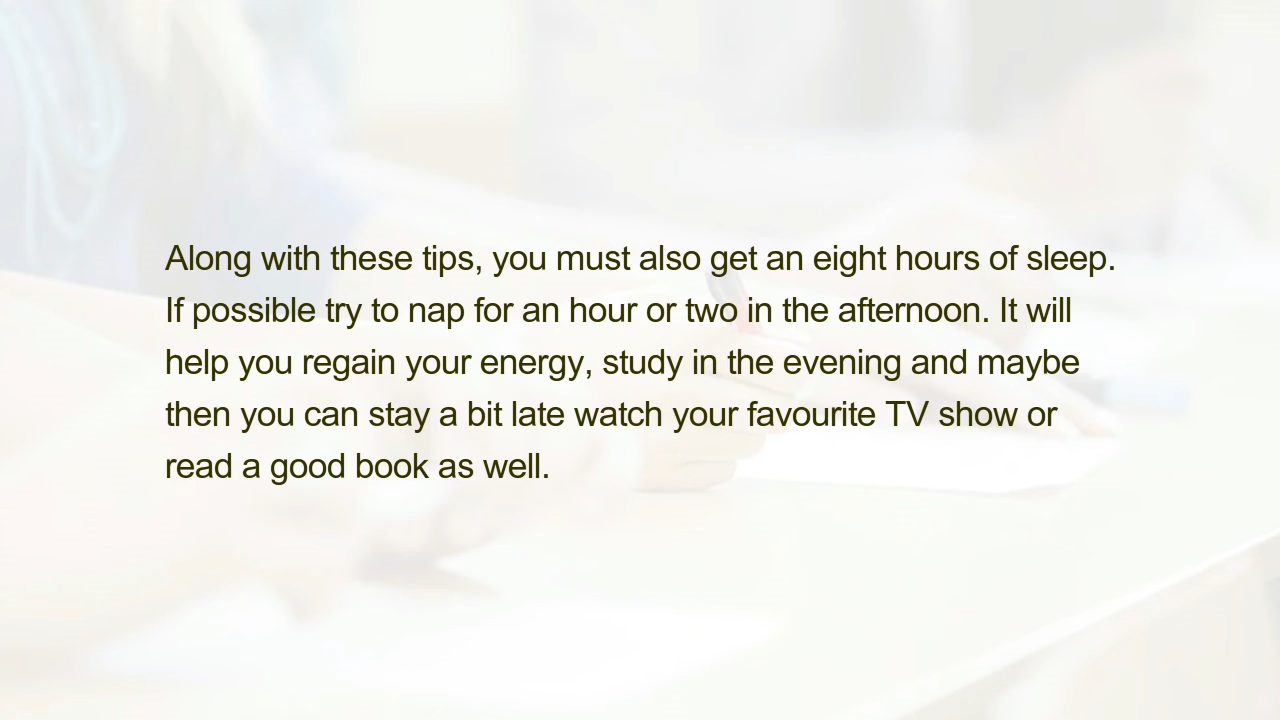 Along with these tips, you must also get an eight hours of sleep.
If possible try to nap for an hour or two in the afternoon. It will
help you regain your energy, study in the evening and maybe
then you can stay a bit late watch your favourite TV show or
read a good book as well.